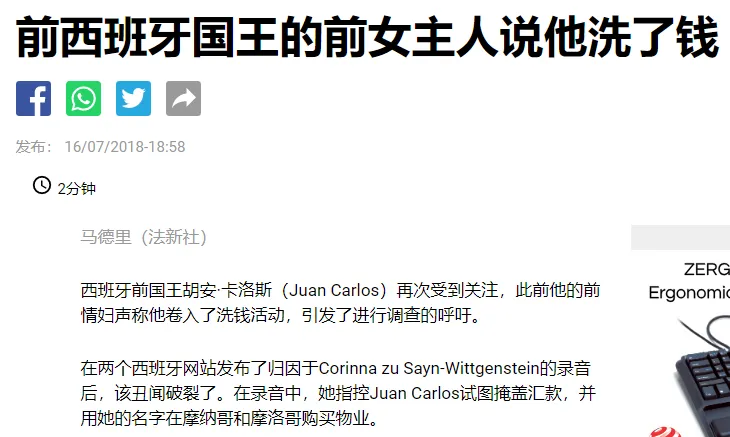 前西班牙国王的前女主人说他洗了钱
发布： 16/07/2018-18:58
2分钟
马德里（法新社）
西班牙前国王胡安·卡洛斯（Juan Carlos）再次受到关注，此前他的前
情妇声称他卷入了洗钱活动，引发了进行调查的呼吁。
在两个西班牙网站发布了归因于Corinna zu Sayn-Wittgenstein的录音
后，该丑闻破裂了。在录音中，她指控Juan Carlos试图掩盖汇款，并
用她的名字在摩纳哥和摩洛哥购买物业。
ZERG
Ergonomic